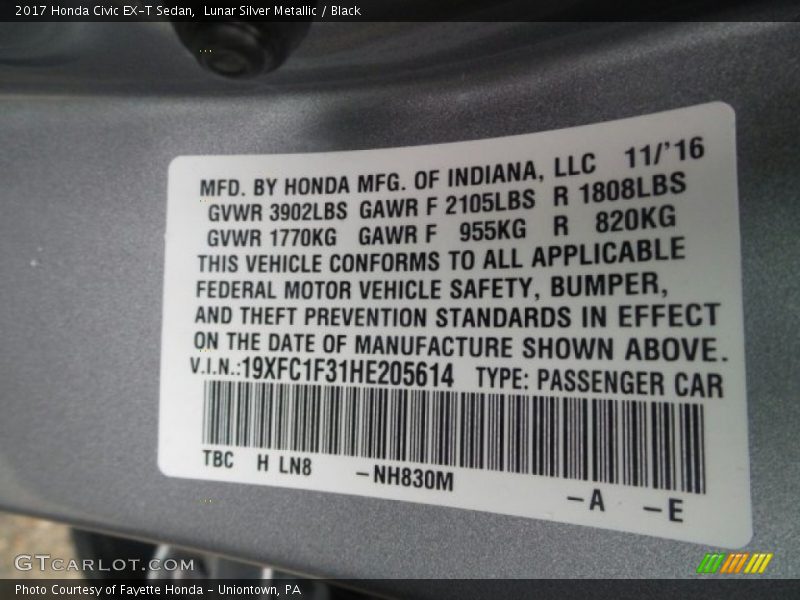 2017 Honda Civic EX-T Sedan,  Lunar Silver Metallic / Black
MFD. BY HONDA MFG. OF INDIANA, LLC 11/'16
GVWR 3902LBS GAWR F 2105LBS R 1808LBS
GVWR 1770KG GAWR F 955KG R 820KG
THIS VEHICLE CONFORMS TO ALL APPLICABLE
FEDERAL MOTOR VEHICLE SAFETY, BUMPER,
AND THEFT PREVENTION STANDARDS IN EFFECT
ON THE DATE OF MANUFACTURE SHOWN ABOVE.
V.I.N.:19XFC1F31HE205614 TYPE: PASSENGER CAR
TBC H LN8 -NH830M -A -E
GTCARLOT.COM
Photo Courtesy of Fayette Honda - Uniontown, PA